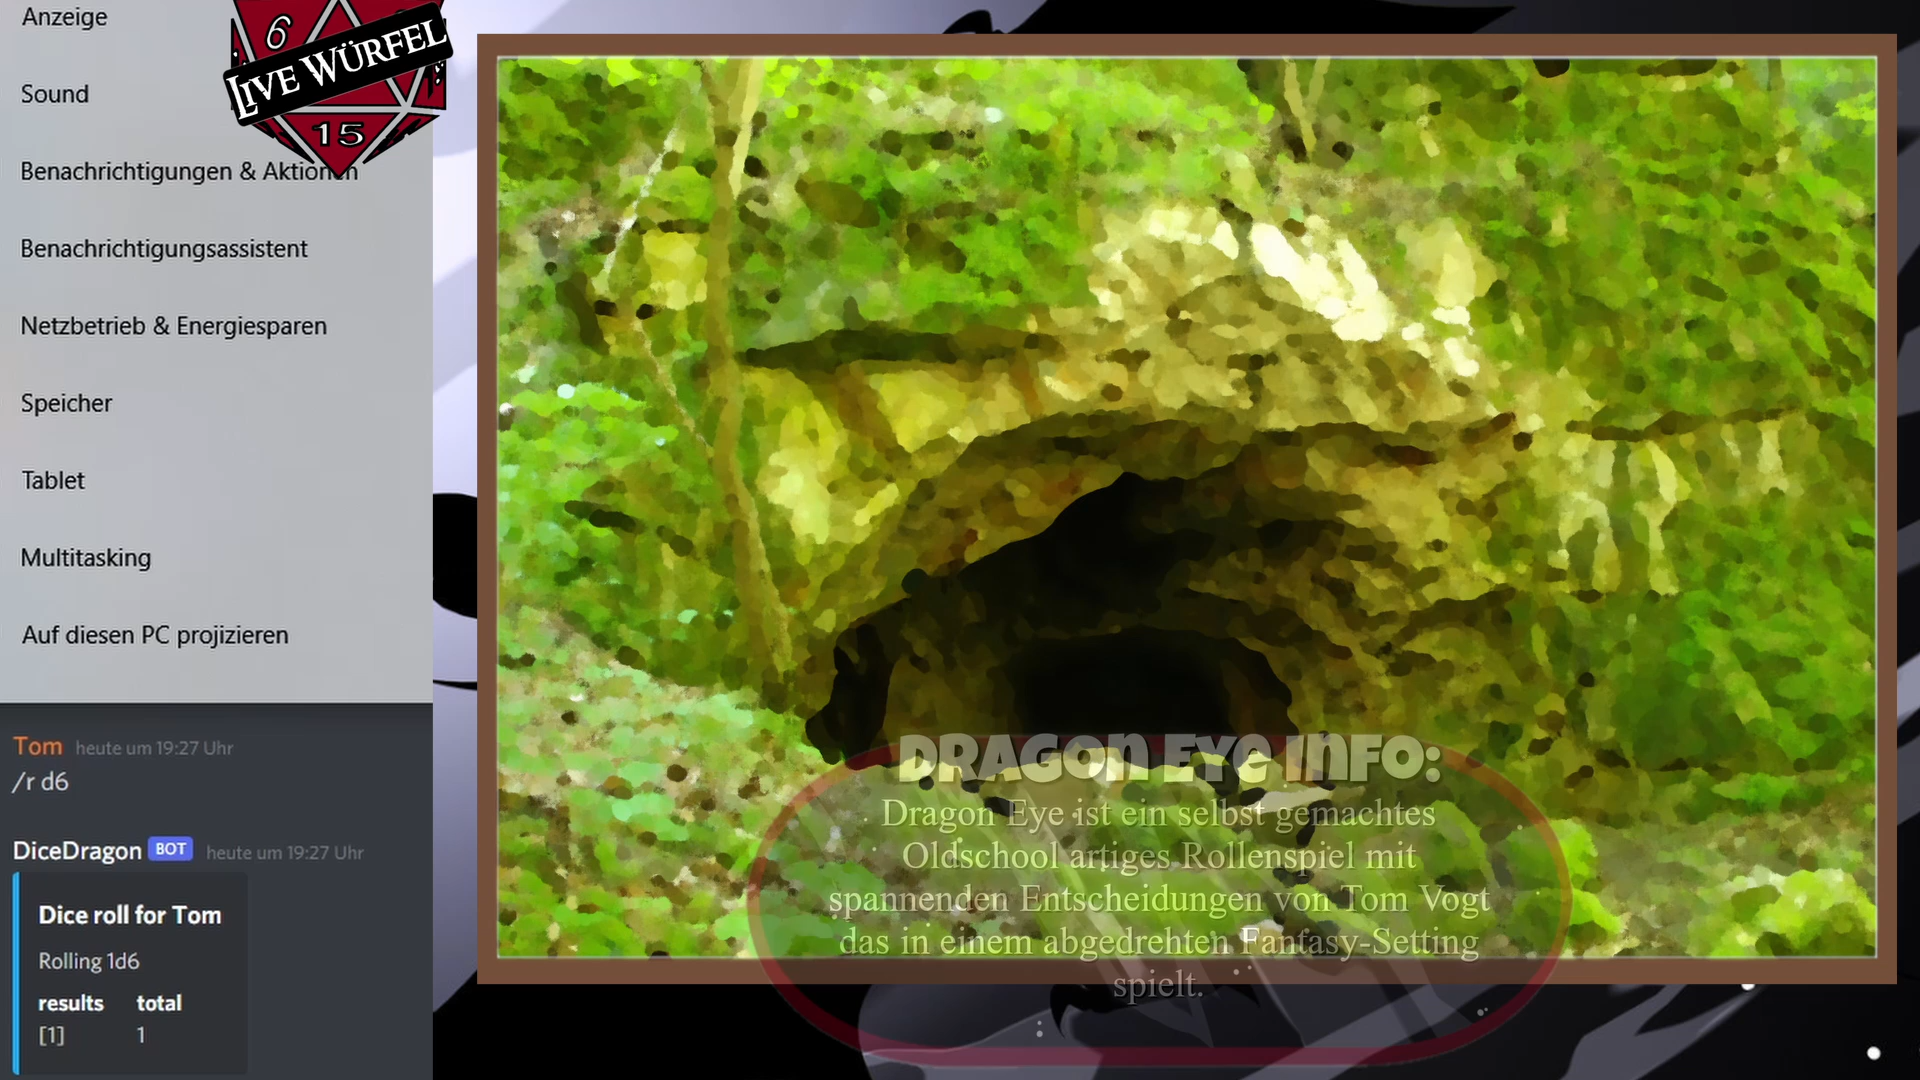 Anzeige
Sound
Benachrichtigungen & Aktionen
Benachrichtigungsassistent
Netzbetrieb & Energiesparen
Speicher
Tablet
Multitasking
Auf diesen PC projizieren
6
LIVE WÜRFEL
15
Tom heute um 19:27 Uhr
/r d6
DiceDragon BOT heute um 19:27 Uhr
Dice roll for Tom
Rolling 1d6
results total
[1] 1
DRAGON EYE INFO:
Dragon Eye ist ein selbst gemachtes
Oldschool artiges Rollenspiel mit
spannenden Entscheidungen von Tom Vogt
das in einem abgedrehten Fantasy-Setting
spielt.